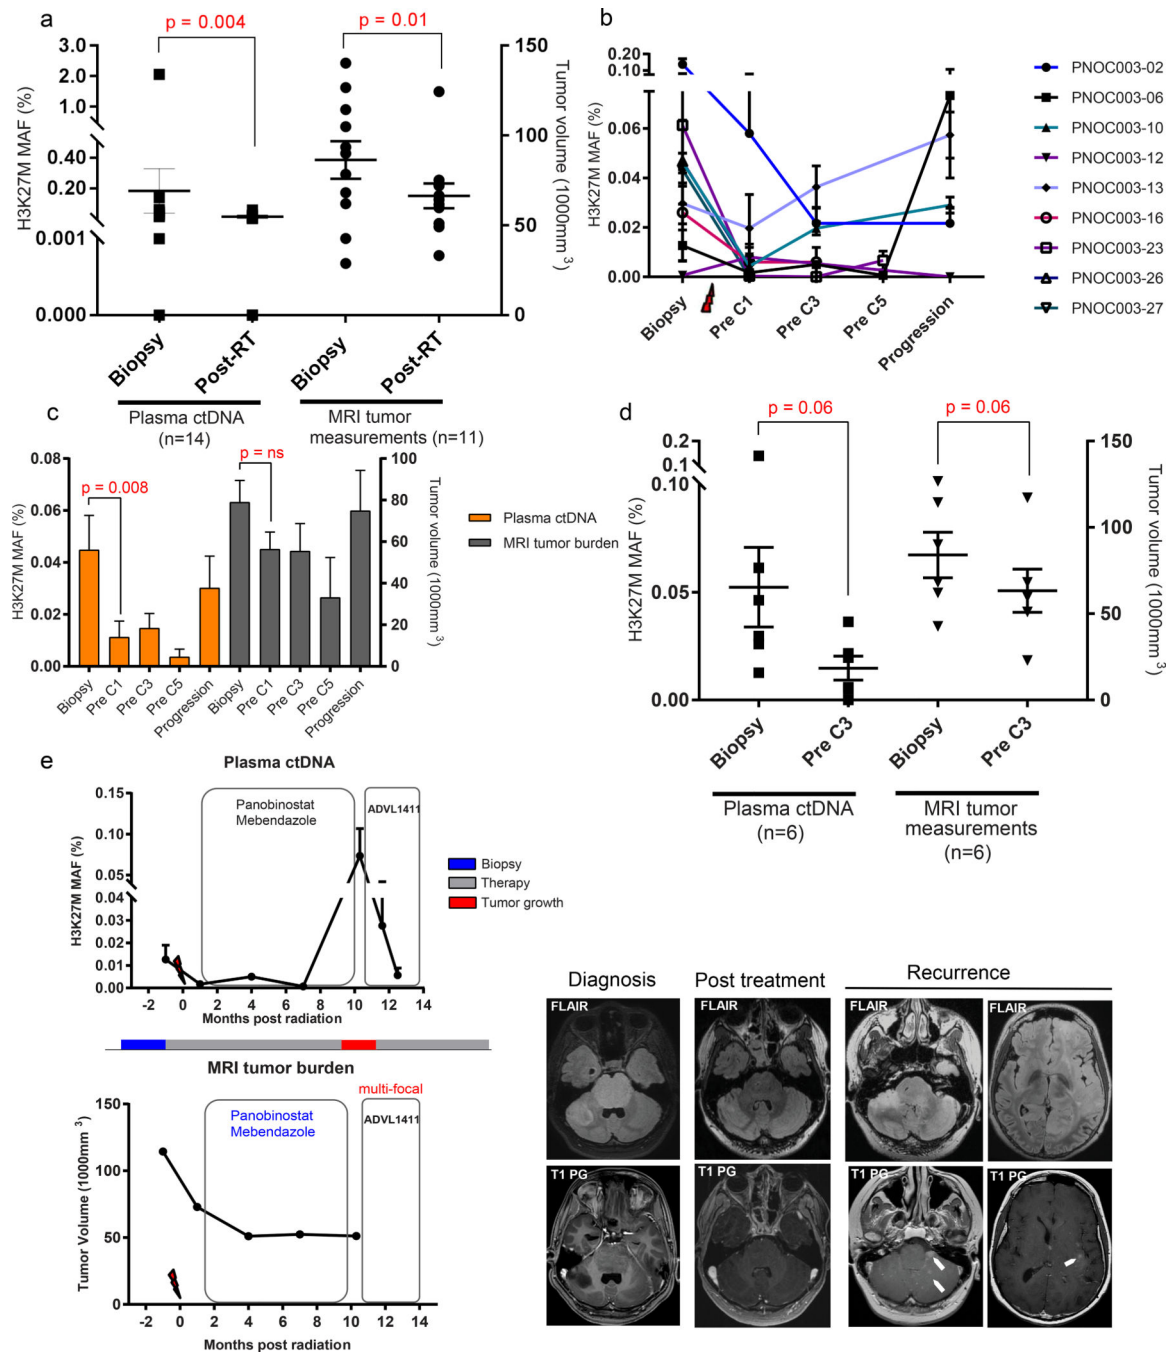 a
p = 0.004
p = 0.01
3.0
2.0
1.0
0.40
0.20
0.001
0.000
H3K27M MAF (%)
150
100
50
0
Tumor volume (1000mm³)
Biopsy
Post-RT
Biopsy
Post-RT
Plasma ctDNA
(n=14)
MRI tumor
measurements (n=11)
b
0.20
0.10
0.06
0.04
0.02
0.00
H3K27M MAF (%)
Biopsy
Pre C1
Pre C3
Pre C5
Progression
PNOC003-02
PNOC003-06
PNOC003-10
PNOC003-12
PNOC003-13
PNOC003-16
PNOC003-23
PNOC003-26
PNOC003-27
c
p = 0.008
p = ns
0.08
0.06
0.04
0.02
0.00
H3K27M MAF (%)
100
80
60
40
20
0
Tumor volume (1000mm³)
Biopsy
Pre C1
Pre C3
Pre C5
Progression
Biopsy
Pre C1
Pre C3
Pre C5
Progression
Plasma ctDNA
MRI tumor burden
d
p = 0.06
p = 0.06
0.2
0.1
0.10
0.05
0.00
H3K27M MAF (%)
150
100
50
0
Tumor volume (1000mm³)
Biopsy
Pre C3
Biopsy
Pre C3
Plasma ctDNA
(n=6)
MRI tumor
measurements
(n=6)
e
Plasma ctDNA
0.15
0.10
0.05
0.04
0.03
0.02
0.01
0.00
H3K27M MAF (%)
Panobinostat
Mebendazole
ADVL1411
-2 0 2 4 6 8 10 12 14
Months post radiation
Biopsy
Therapy
Tumor growth
MRI tumor burden
multi-focal
150
100
50
0
Tumor Volume (1000mm³)
Panobinostat
Mebendazole
ADVL1411
-2 0 2 4 6 8 10 12 14
Months post radiation
Diagnosis
Post treatment
Recurrence
FLAIR
FLAIR
FLAIR
FLAIR
T1 PG
T1 PG
T1 PG
T1 PG